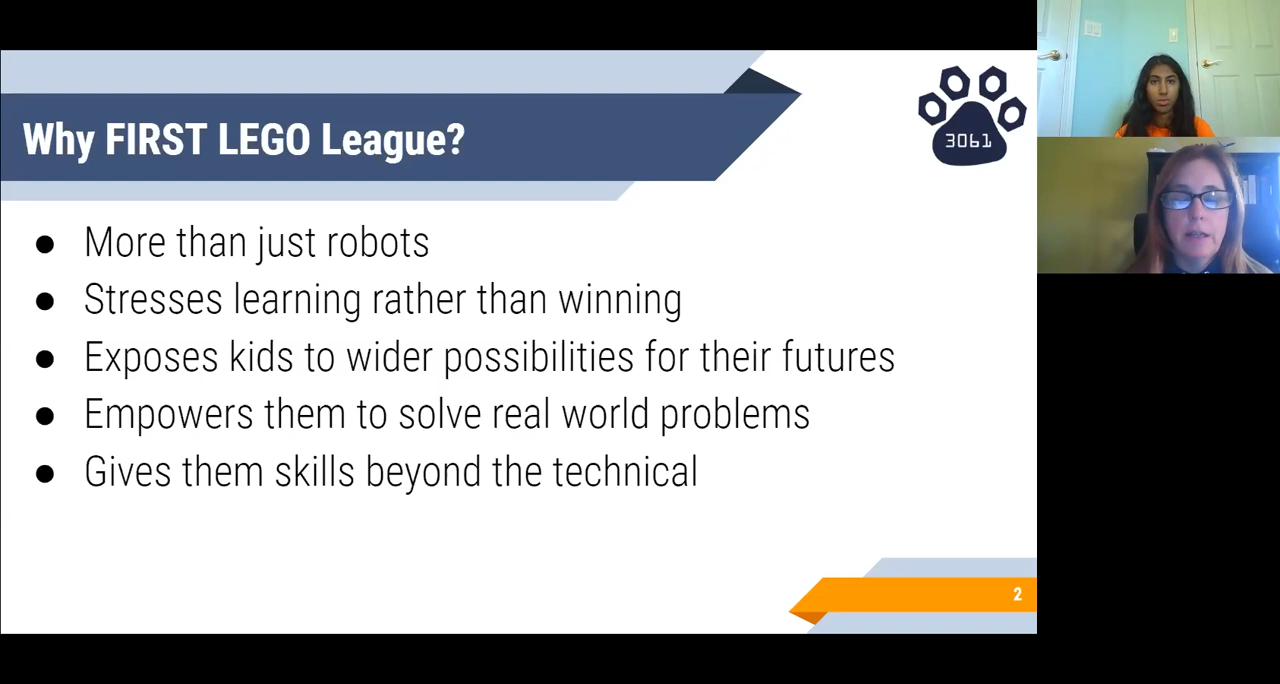 Why FIRST LEGO League?
3061
More than just robots
Stresses learning rather than winning
Exposes kids to wider possibilities for their futures
Empowers them to solve real world problems
Gives them skills beyond the technical
2